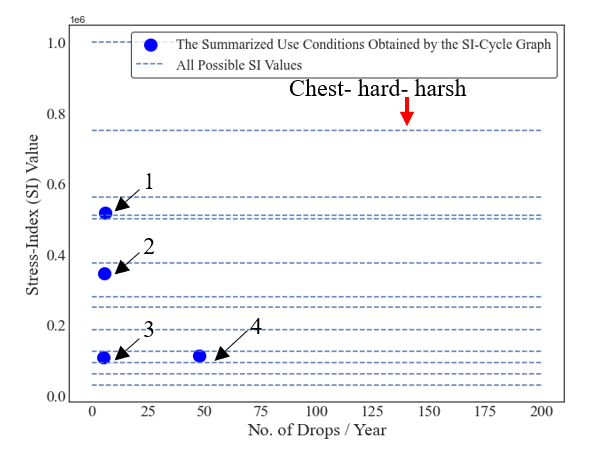 1e6
1.0
The Summarized Use Conditions Obtained by the SI-Cycle Graph
All Possible SI Values
Chest- hard- harsh
0.8
0.6
0.4
0.2
0.0
Stress-Index (SI) Value
1
2
3
4
0 25 50 75 100 125 150 175 200
No. of Drops / Year